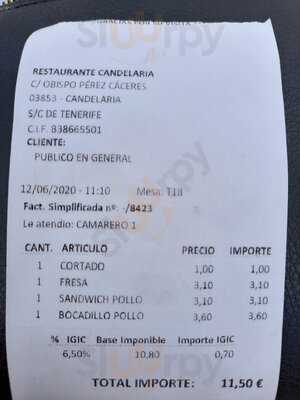 RESTAURANTE CANDELARIA
C/ OBISPO PÉREZ CÁCERES
03853 - CANDELARIA
S/C DE TENERIFE
C.I.F. B38665501
CLIENTE:
PUBLICO EN GENERAL
12/06/2020 - 11:10 Mesa: T18
Fact. Simplificada nº: -/8423
Le atendio: CAMARERO 1
CANT. ARTICULO PRECIO IMPORTE
1 CORTADO 1,00 1,00
1 FRESA 3,10 3,10
1 SANDWICH POLLO 3,10 3,10
1 BOCADILLO POLLO 3,60 3,60
% IGIC Base Imponible Importe IGIC
6,50% 10,80 0,70
TOTAL IMPORTE: 11,50 €